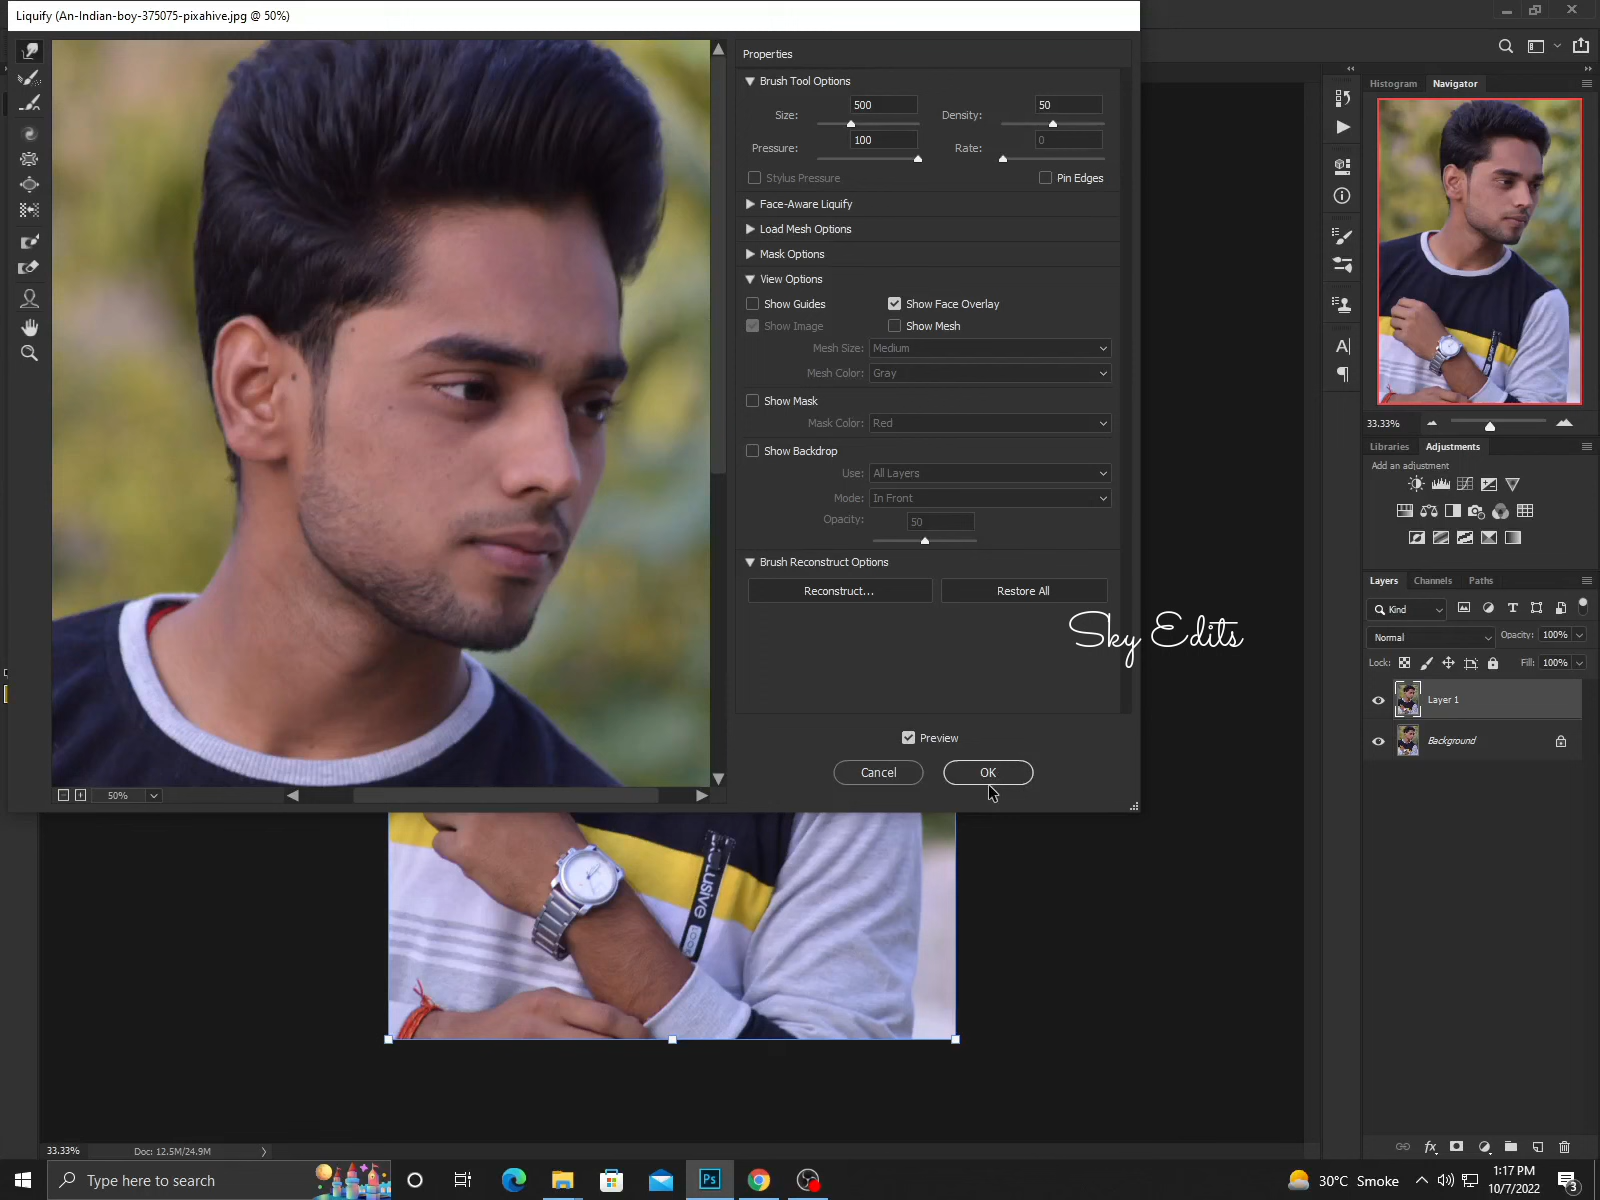 Liquify (An-Indian-boy-375075-pixahive.jpg @ 50%)
Properties
Brush Tool Options
Size: 500
Density: 50
Pressure: 100
Rate: 0
Stylus Pressure
Pin Edges
Face-Aware Liquify
Load Mesh Options
Mask Options
View Options
Show Guides
Show Face Overlay
Show Image
Show Mesh
Mesh Size: Medium
Mesh Color: Gray
Show Mask
Mask Color: Red
Show Backdrop
Use: All Layers
Mode: In Front
Opacity: 50
Brush Reconstruct Options
Reconstruct...
Restore All
Sky Edits
Preview
Cancel
OK
50%
Histogram
Navigator
33.33%
Libraries
Adjustments
Add an adjustment
Layers
Channels
Paths
Kind
Normal
Opacity: 100%
Lock:
Fill: 100%
Layer 1
Background
33.33%
Doc: 12.5M/24.9M
Type here to search
Ps
30°C Smoke
1:17 PM
10/7/2022
3